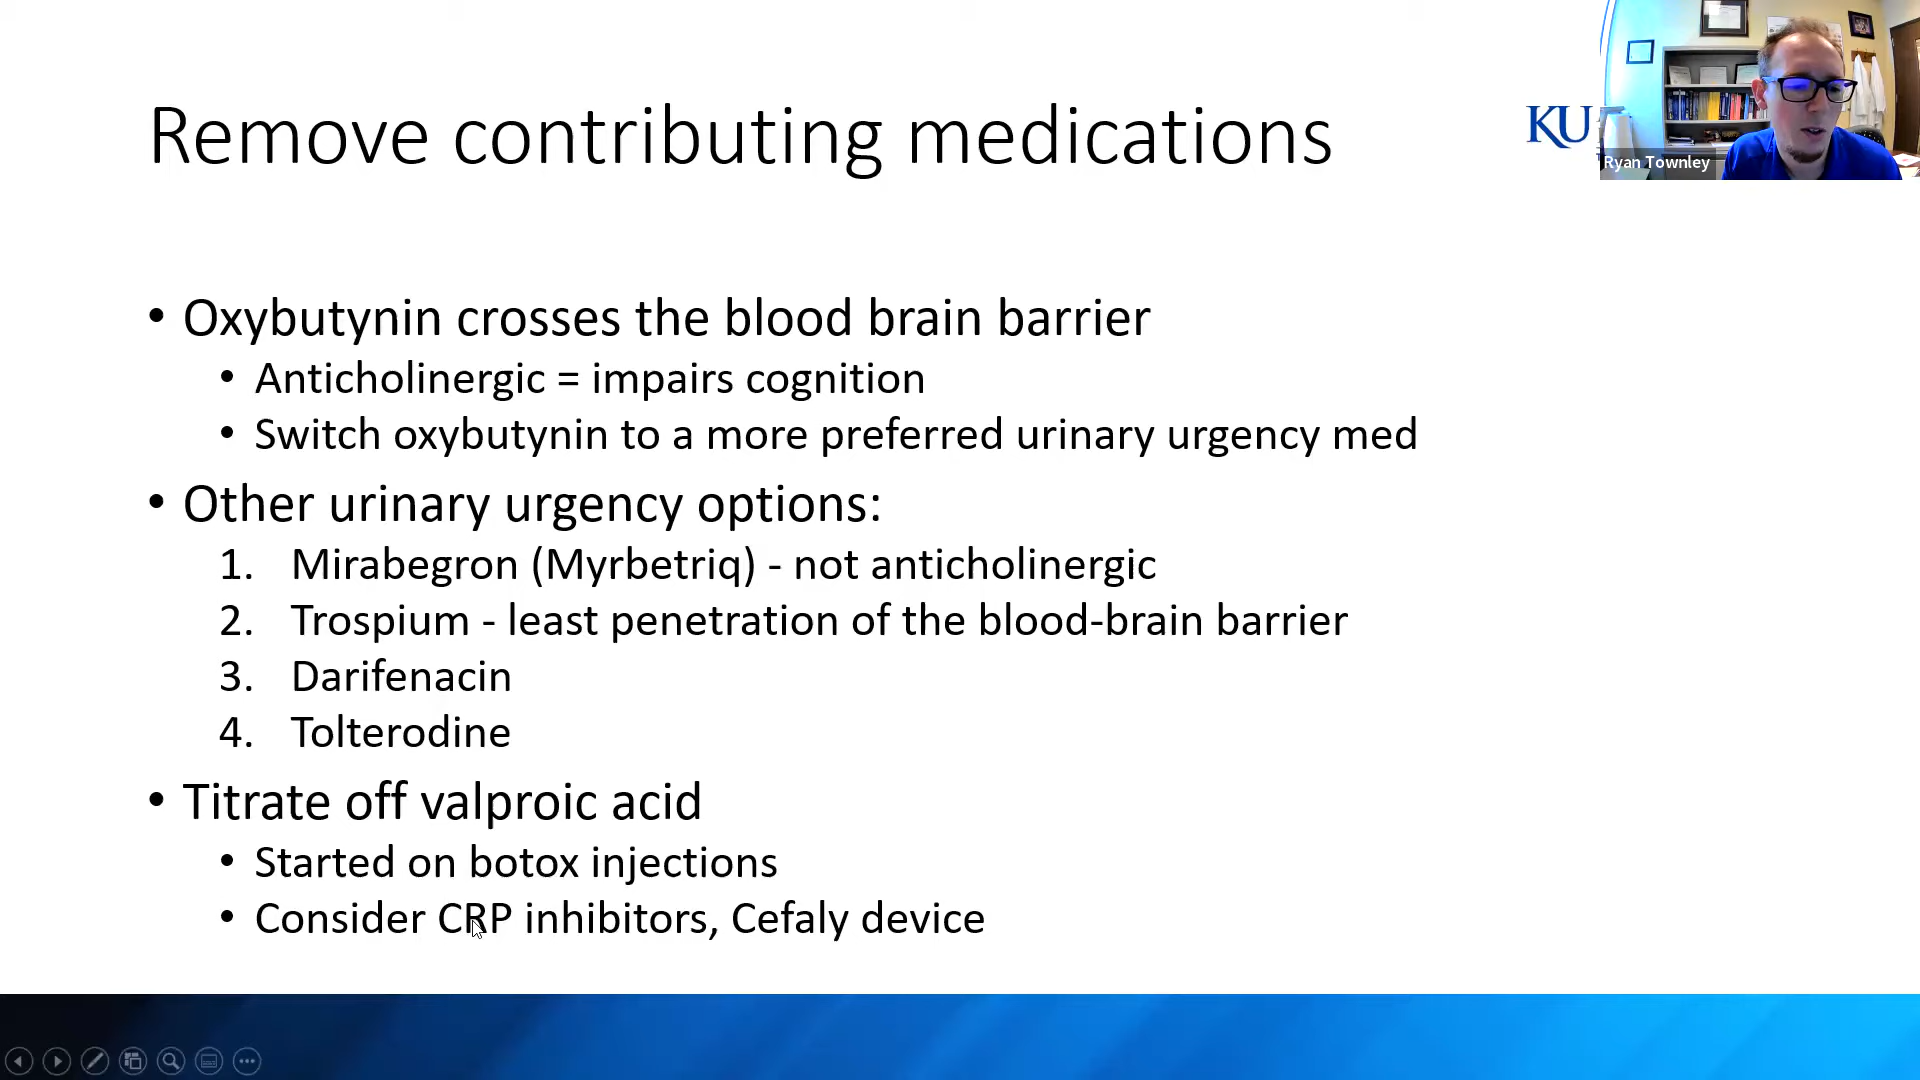 Remove contributing medications
KU
Ryan Townley
• Oxybutynin crosses the blood brain barrier
• Anticholinergic = impairs cognition
• Switch oxybutynin to a more preferred urinary urgency med
• Other urinary urgency options:
1. Mirabegron (Myrbetriq) - not anticholinergic
2. Trospium - least penetration of the blood-brain barrier
3. Darifenacin
4. Tolterodine
• Titrate off valproic acid
• Started on botox injections
• Consider CRP inhibitors, Cefaly device